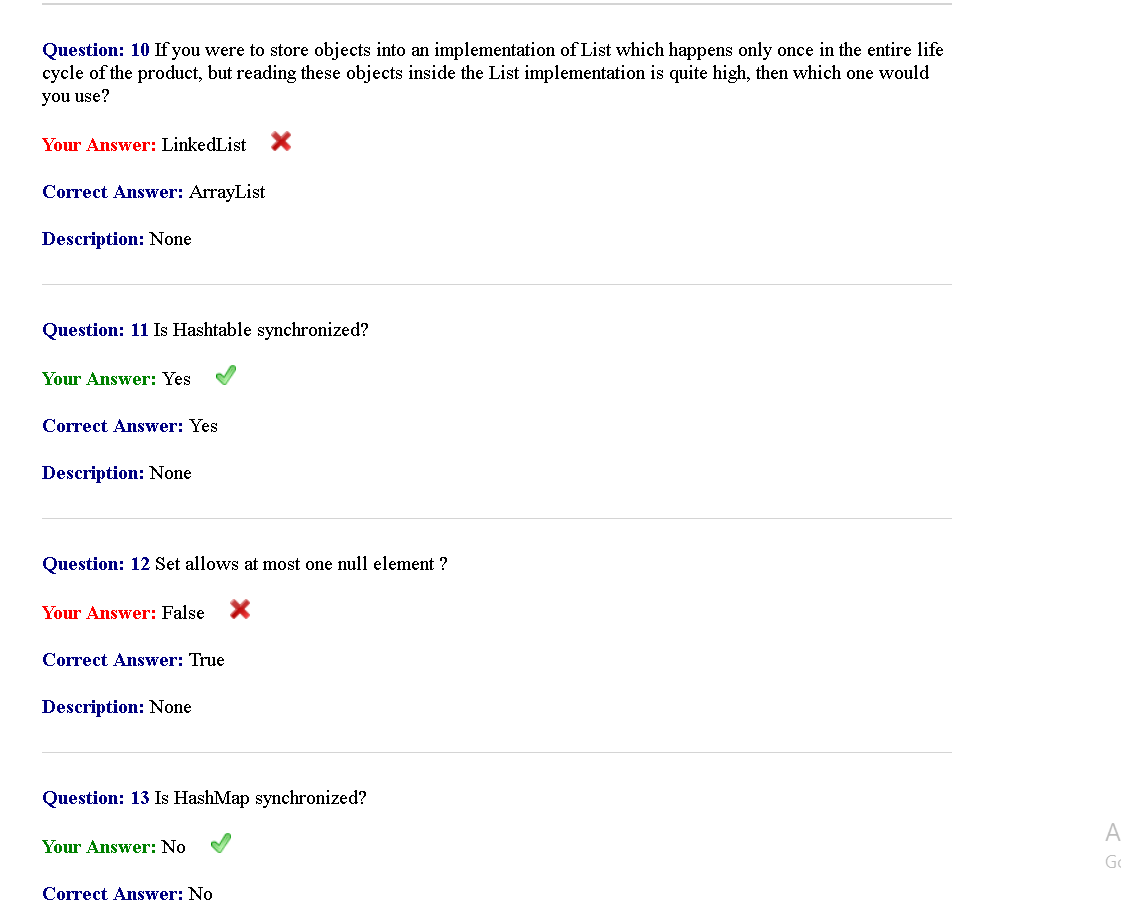 Question: 10 If you were to store objects into an implementation of List which happens only once in the entire life
cycle of the product, but reading these objects inside the List implementation is quite high, then which one would
you use?
Your Answer: LinkedList
Correct Answer: ArrayList
Description: None
Question: 11 Is Hashtable synchronized?
Your Answer: Yes
Correct Answer: Yes
Description: None
Question: 12 Set allows at most one null element ?
Your Answer: False
Correct Answer: True
Description: None
Question: 13 Is HashMap synchronized?
Your Answer: No
Correct Answer: No
A
Go